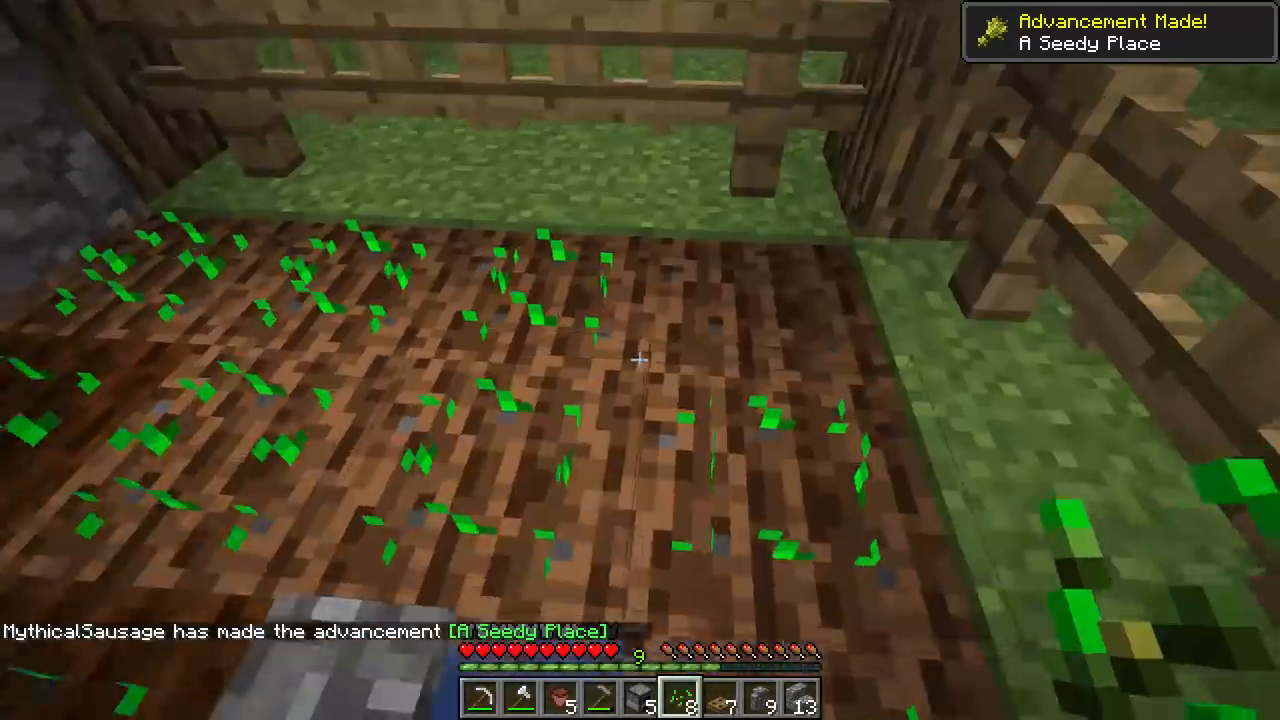 Advancement Made!
A Seedy Place
MythicalSausage has made the advancement [A Seedy Place]
9
5 5 8 7 9 13